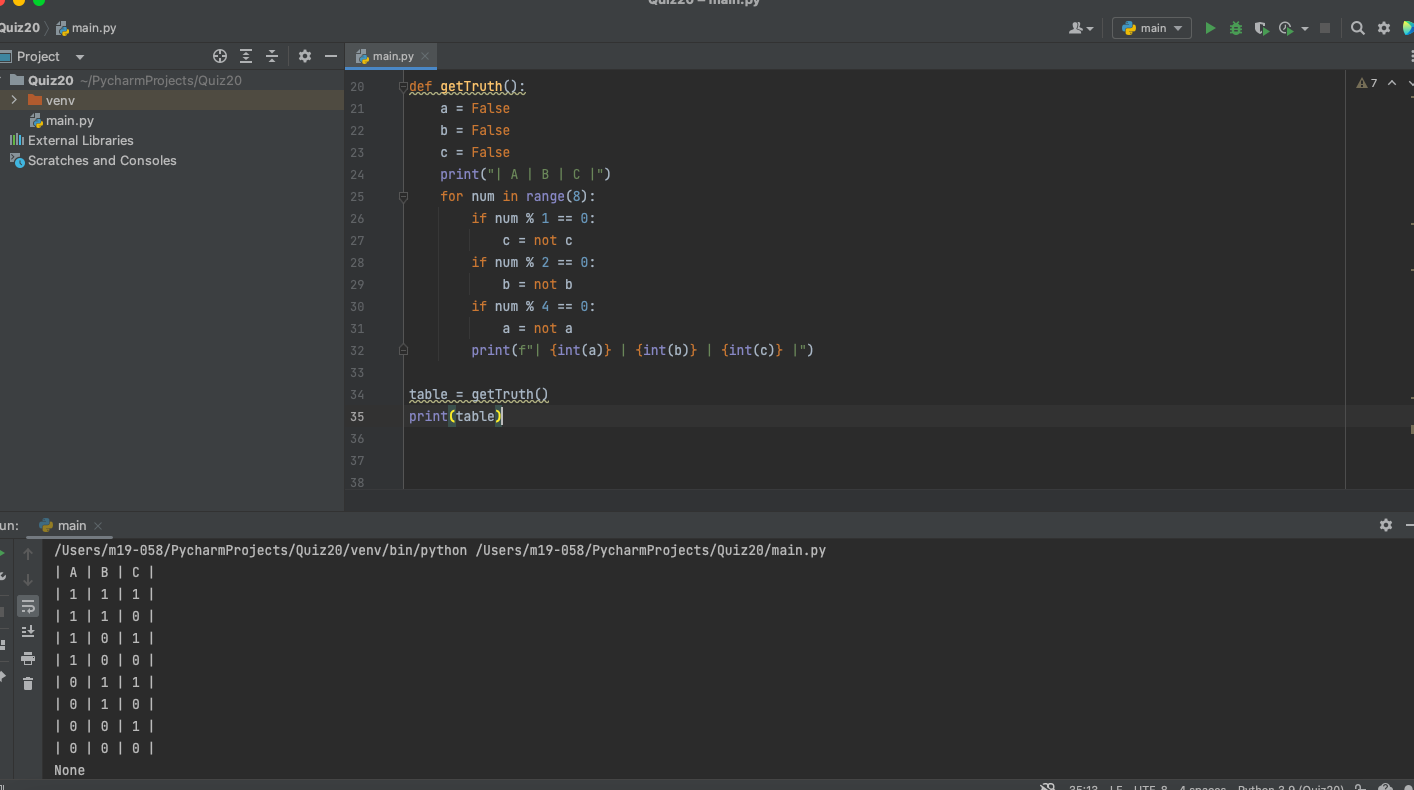 Quiz20 – main.py
Quiz20 main.py
main
Project
main.py
Quiz20 ~/PycharmProjects/Quiz20
venv
main.py
External Libraries
Scratches and Consoles
7
20 def getTruth():
21     a = False
22     b = False
23     c = False
24     print("| A | B | C |")
25     for num in range(8):
26         if num % 1 == 0:
27             c = not c
28         if num % 2 == 0:
29             b = not b
30         if num % 4 == 0:
31             a = not a
32         print(f"| {int(a)} | {int(b)} | {int(c)} |")
33
34 table = getTruth()
35 print(table)
36
37
38
un: main
/Users/m19-058/PycharmProjects/Quiz20/venv/bin/python /Users/m19-058/PycharmProjects/Quiz20/main.py
| A | B | C |
| 1 | 1 | 1 |
| 1 | 1 | 0 |
| 1 | 0 | 1 |
| 1 | 0 | 0 |
| 0 | 1 | 1 |
| 0 | 1 | 0 |
| 0 | 0 | 1 |
| 0 | 0 | 0 |
None
35:13 LF UTF-8 4 spaces Python 3.9 (Quiz20)